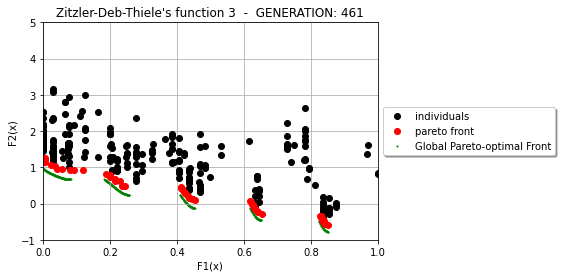 Zitzler-Deb-Thiele's function 3 - GENERATION: 461
5
4
3
2
1
0
−1
F2(x)
0.0 0.2 0.4 0.6 0.8 1.0
F1(x)
individuals
pareto front
Global Pareto-optimal Front